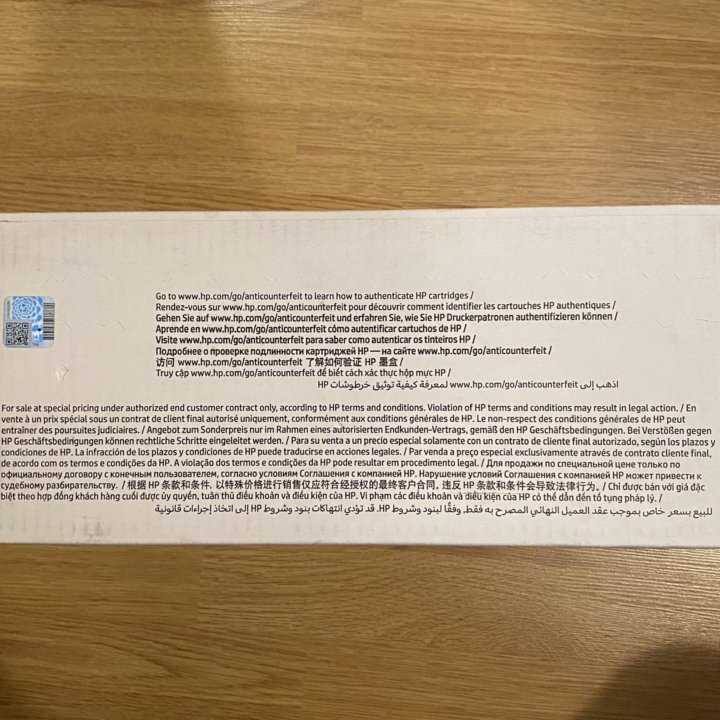 Go to www.hp.com/go/anticounterfeit to learn how to authenticate HP cartridges /
Rendez-vous sur www.hp.com/go/anticounterfeit pour découvrir comment identifier les cartouches HP authentiques /
Gehen Sie auf www.hp.com/go/anticounterfeit und erfahren Sie, wie Sie HP Druckerpatronen authentifizieren können /
Aprende en www.hp.com/go/anticounterfeit cómo autentificar cartuchos de HP /
Visite www.hp.com/go/anticounterfeit para saber como autenticar os tinteiros HP /
Подробнее о проверке подлинности картриджей HP — на сайте www.hp.com/go/anticounterfeit /
访问 www.hp.com/go/anticounterfeit 了解如何验证 HP 墨盒 /
Truy cập www.hp.com/go/anticounterfeit để biết cách xác thực hộp mực HP /
اذهب إلى www.hp.com/go/anticounterfeit لمعرفة كيفية توثيق خرطوشات HP
For sale at special pricing under authorized end customer contract only, according to HP terms and conditions. Violation of HP terms and conditions may result in legal action. / En
vente à un prix spécial sous un contrat de client final autorisé uniquement, conformément aux conditions générales de HP. Le non-respect des conditions générales de HP peut
entraîner des poursuites judiciaires. / Angebot zum Sonderpreis nur im Rahmen eines autorisierten Endkunden-Vertrags, gemäß den HP Geschäftsbedingungen. Bei Verstößen gegen
HP Geschäftsbedingungen können rechtliche Schritte eingeleitet werden. / Para su venta a un precio especial solamente con un contrato de cliente final autorizado, según los plazos y
condiciones de HP. La infracción de los plazos y condiciones de HP puede traducirse en acciones legales. / Par venda a preço especial exclusivamente através de contrato cliente final,
de acordo com os termos e condições da HP. A violação dos termos e condições da HP pode resultar em procedimento legal. / Для продажи по специальной цене только по
официальному договору с конечным пользователем, согласно условиям Соглашения с компанией HP. Нарушение условий Соглашения с компанией HP может привести к
судебному разбирательству. / 根据 HP 条款和条件，以特殊价格进行销售仅应符合经授权的最终客户合同。违反 HP 条款和条件会导致法律行为。/ Chỉ được bán với giá đặc
biệt theo hợp đồng khách hàng cuối được ủy quyền, tuân thủ điều khoản và điều kiện của HP. Vi phạm các điều khoản và điều kiện của HP có thể dẫn đến tố tụng pháp lý. /
للبيع بسعر خاص بموجب عقد العميل النهائي المصرح به فقط، وفقًا لبنود وشروط HP. قد تؤدي انتهاكات بنود وشروط HP إلى اتخاذ إجراءات قانونية